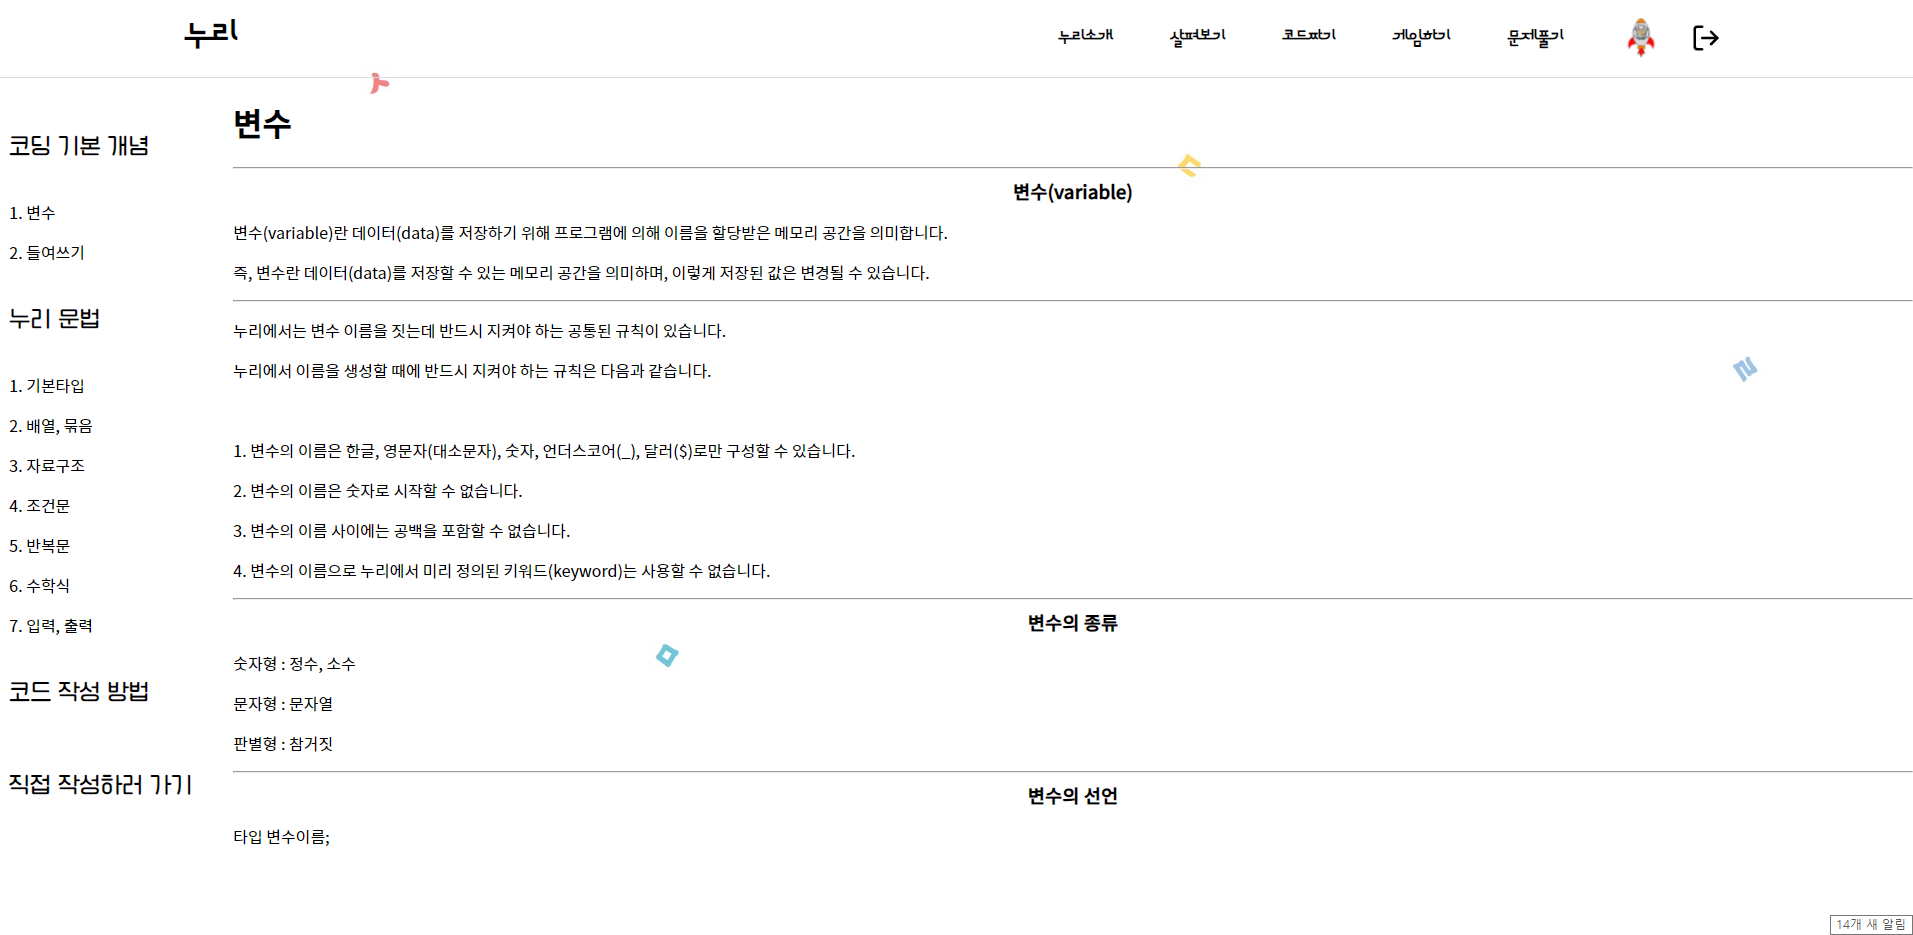 누리
누리소개 살펴보기 코드짜기 게임하기 문제풀기
코딩 기본 개념
1. 변수
2. 들여쓰기
누리 문법
1. 기본타입
2. 배열, 묶음
3. 자료구조
4. 조건문
5. 반복문
6. 수학식
7. 입력, 출력
코드 작성 방법
직접 작성하러 가기
변수
변수(variable)
변수(variable)란 데이터(data)를 저장하기 위해 프로그램에 의해 이름을 할당받은 메모리 공간을 의미합니다.
즉, 변수란 데이터(data)를 저장할 수 있는 메모리 공간을 의미하며, 이렇게 저장된 값은 변경될 수 있습니다.
누리에서는 변수 이름을 짓는데 반드시 지켜야 하는 공통된 규칙이 있습니다.
누리에서 이름을 생성할 때에 반드시 지켜야 하는 규칙은 다음과 같습니다.
1. 변수의 이름은 한글, 영문자(대소문자), 숫자, 언더스코어(_), 달러($)로만 구성할 수 있습니다.
2. 변수의 이름은 숫자로 시작할 수 없습니다.
3. 변수의 이름 사이에는 공백을 포함할 수 없습니다.
4. 변수의 이름으로 누리에서 미리 정의된 키워드(keyword)는 사용할 수 없습니다.
변수의 종류
숫자형 : 정수, 소수
문자형 : 문자열
판별형 : 참거짓
변수의 선언
타입 변수이름;
14개 새 알림